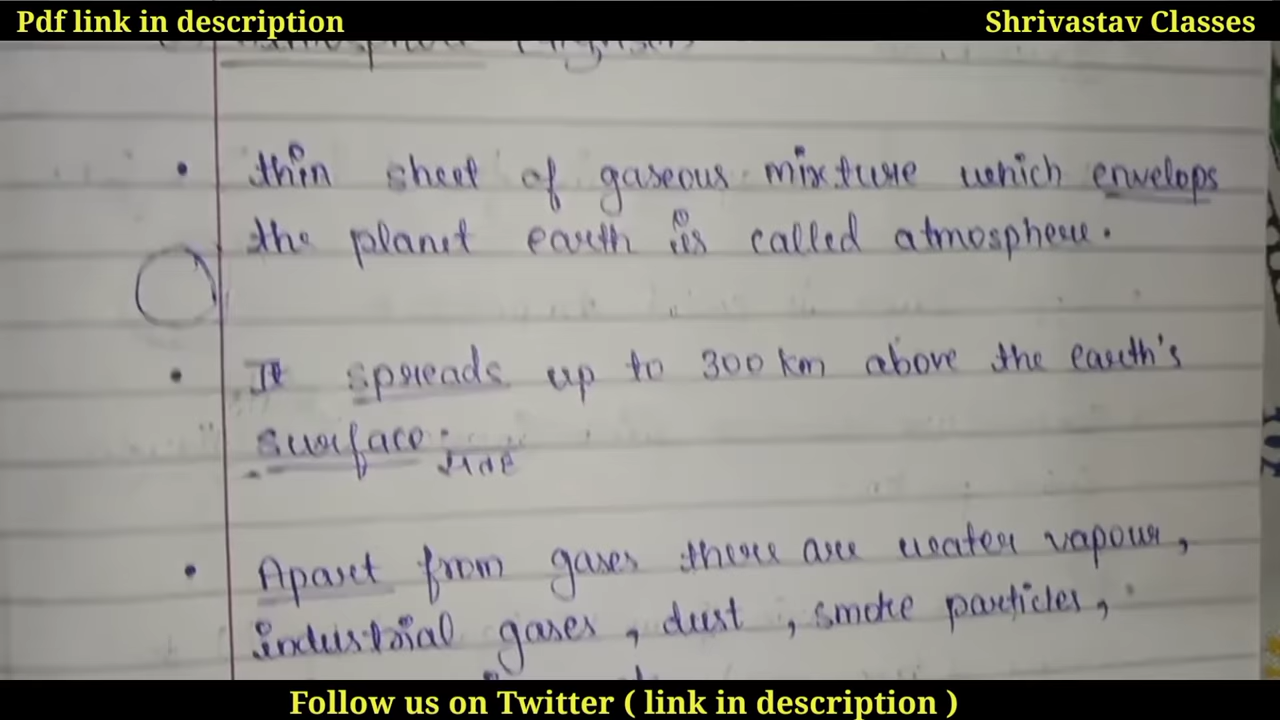 Pdf link in description
Shrivastav Classes
thin sheet of gaseous mixture which envelops
the planet earth is called atmosphere.
It spreads up to 300 km above the earth's
surface.
Apart from gases there are water vapour,
industrial gases, dust, smoke particles,
Follow us on Twitter ( link in description )